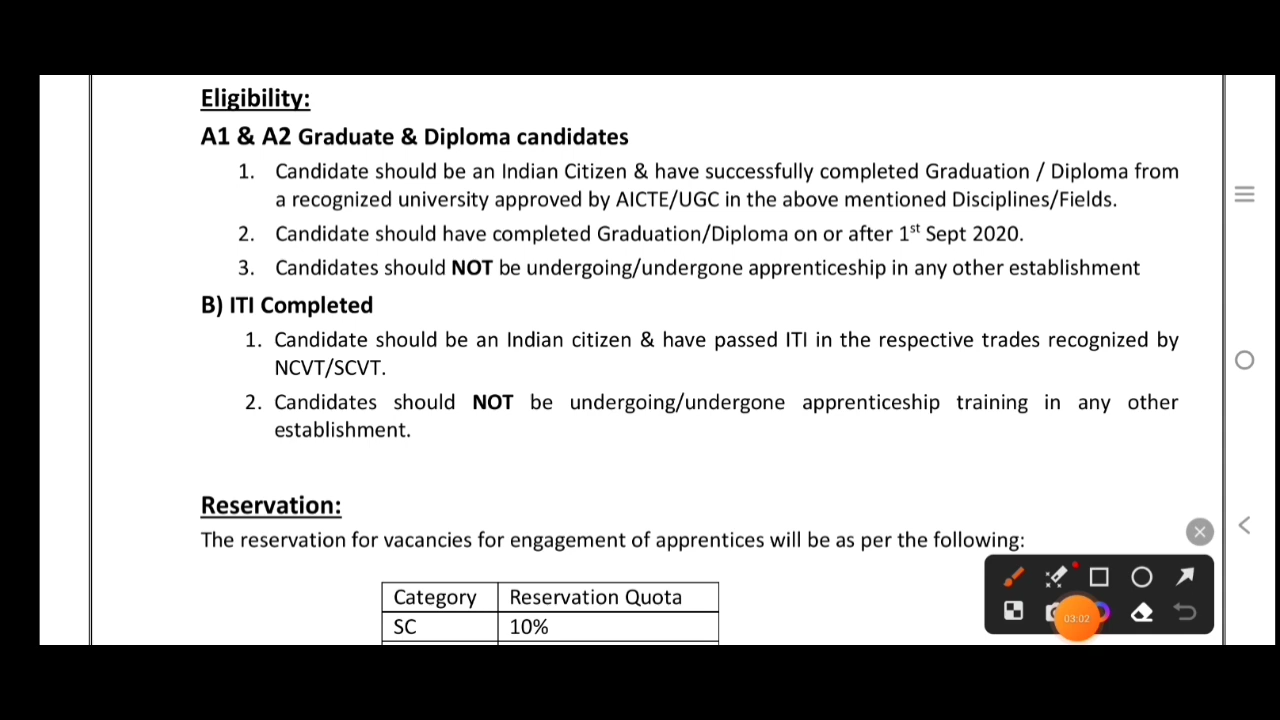 Eligibility:
A1 & A2 Graduate & Diploma candidates
1. Candidate should be an Indian Citizen & have successfully completed Graduation / Diploma from
a recognized university approved by AICTE/UGC in the above mentioned Disciplines/Fields.
2. Candidate should have completed Graduation/Diploma on or after 1st Sept 2020.
3. Candidates should NOT be undergoing/undergone apprenticeship in any other establishment
B) ITI Completed
1. Candidate should be an Indian citizen & have passed ITI in the respective trades recognized by
NCVT/SCVT.
2. Candidates should NOT be undergoing/undergone apprenticeship training in any other
establishment.
Reservation:
The reservation for vacancies for engagement of apprentices will be as per the following:
Category Reservation Quota
SC 10%
03:02